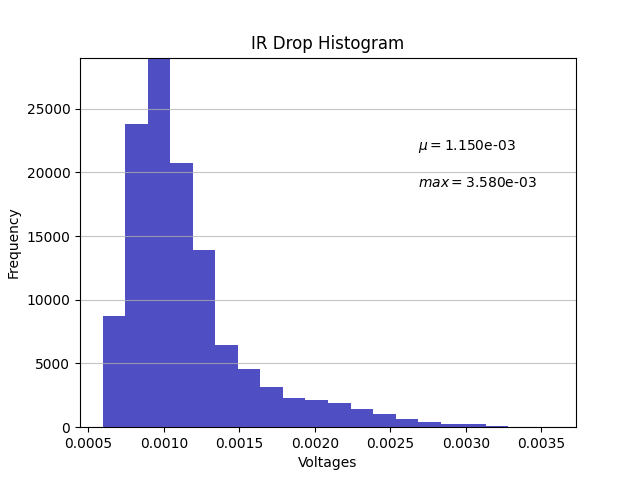 IR Drop Histogram
25000
20000
15000
10000
5000
0
Frequency
μ = 1.150e-03
max = 3.580e-03
0.0005 0.0010 0.0015 0.0020 0.0025 0.0030 0.0035
Voltages